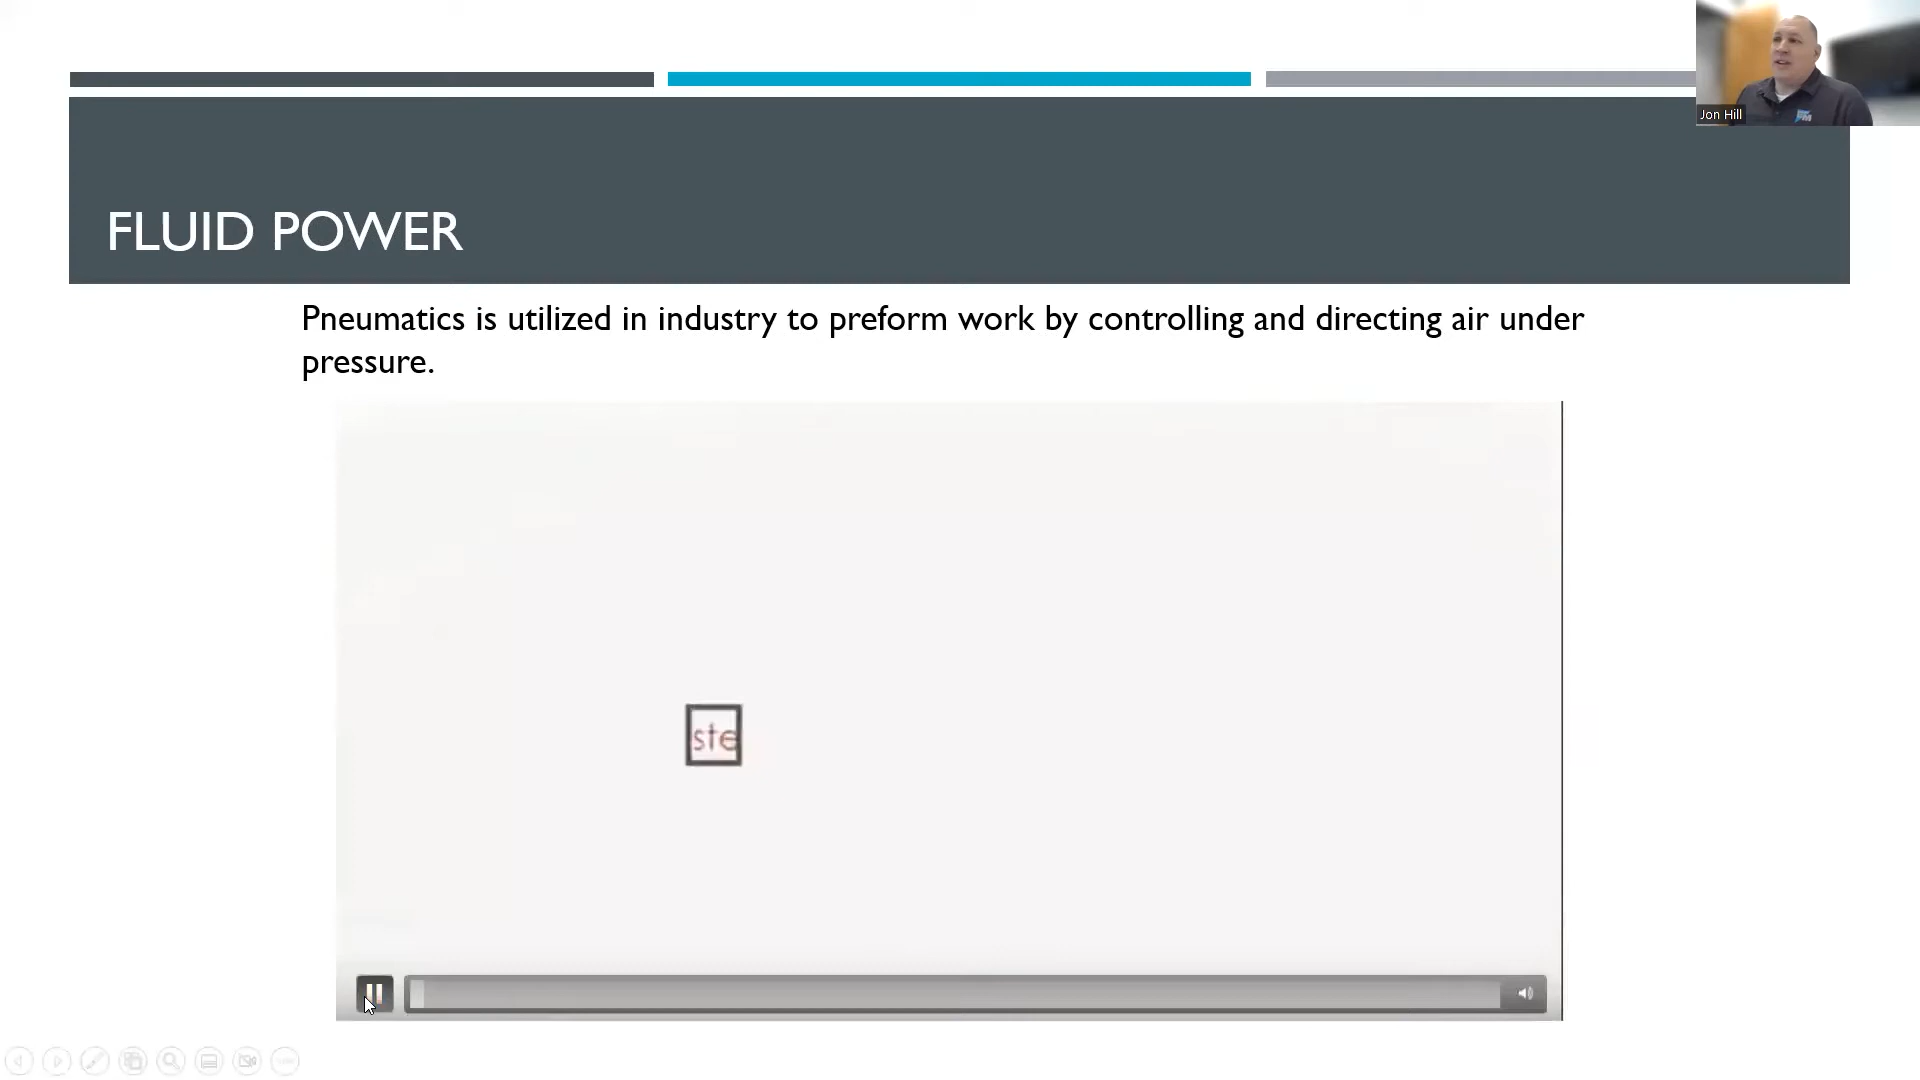 Jon Hill
FLUID POWER
Pneumatics is utilized in industry to preform work by controlling and directing air under
pressure.
ste